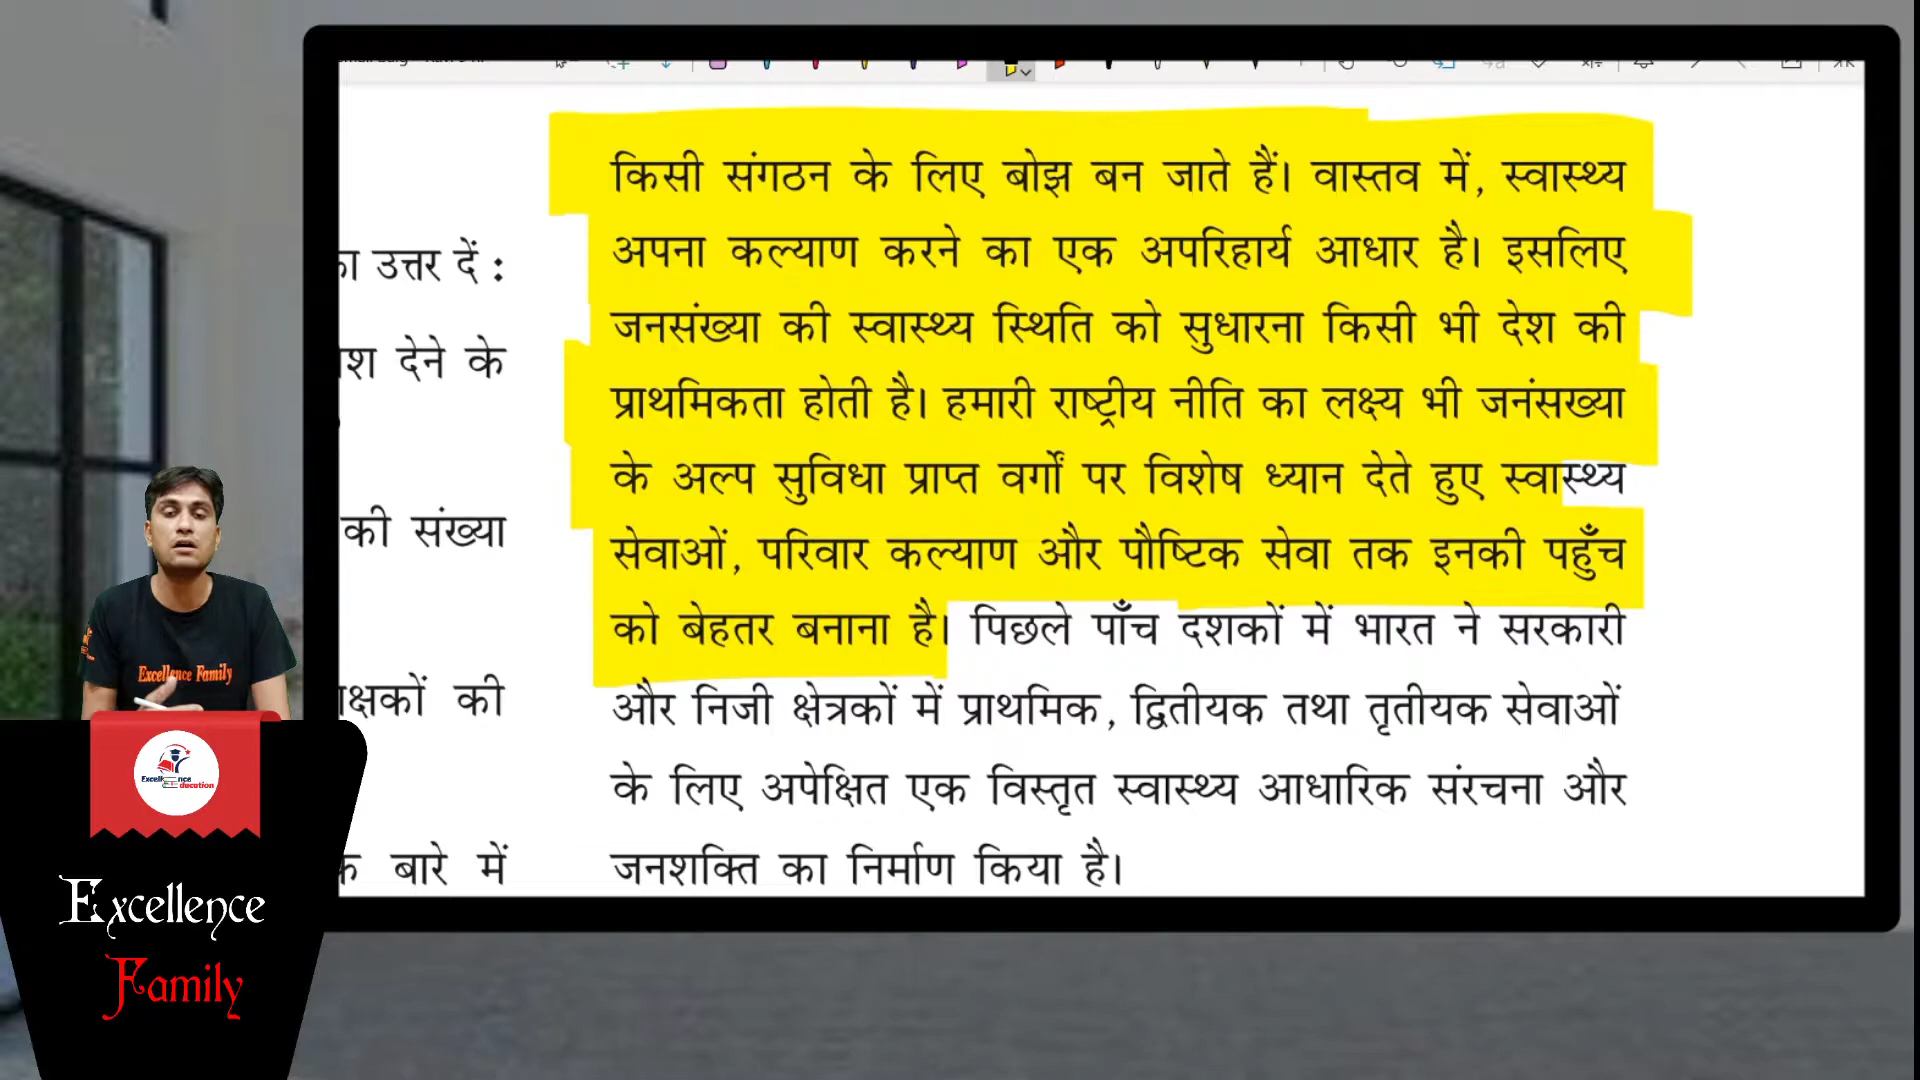 का उत्तर दें :
देने के
की संख्या
की
बारे में
किसी संगठन के लिए बोझ बन जाते हैं। वास्तव में, स्वास्थ्य
अपना कल्याण करने का एक अपरिहार्य आधार है। इसलिए
जनसंख्या की स्वास्थ्य स्थिति को सुधारना किसी भी देश की
प्राथमिकता होती है। हमारी राष्ट्रीय नीति का लक्ष्य भी जनंसख्या
के अल्प सुविधा प्राप्त वर्गों पर विशेष ध्यान देते हुए स्वास्थ्य
सेवाओं, परिवार कल्याण और पौष्टिक सेवा तक इनकी पहुँच
को बेहतर बनाना है। पिछले पाँच दशकों में भारत ने सरकारी
और निजी क्षेत्रकों में प्राथमिक, द्वितीयक तथा तृतीयक सेवाओं
के लिए अपेक्षित एक विस्तृत स्वास्थ्य आधारिक संरचना और
जनशक्ति का निर्माण किया है।
Excellence Family
Excellence
Family